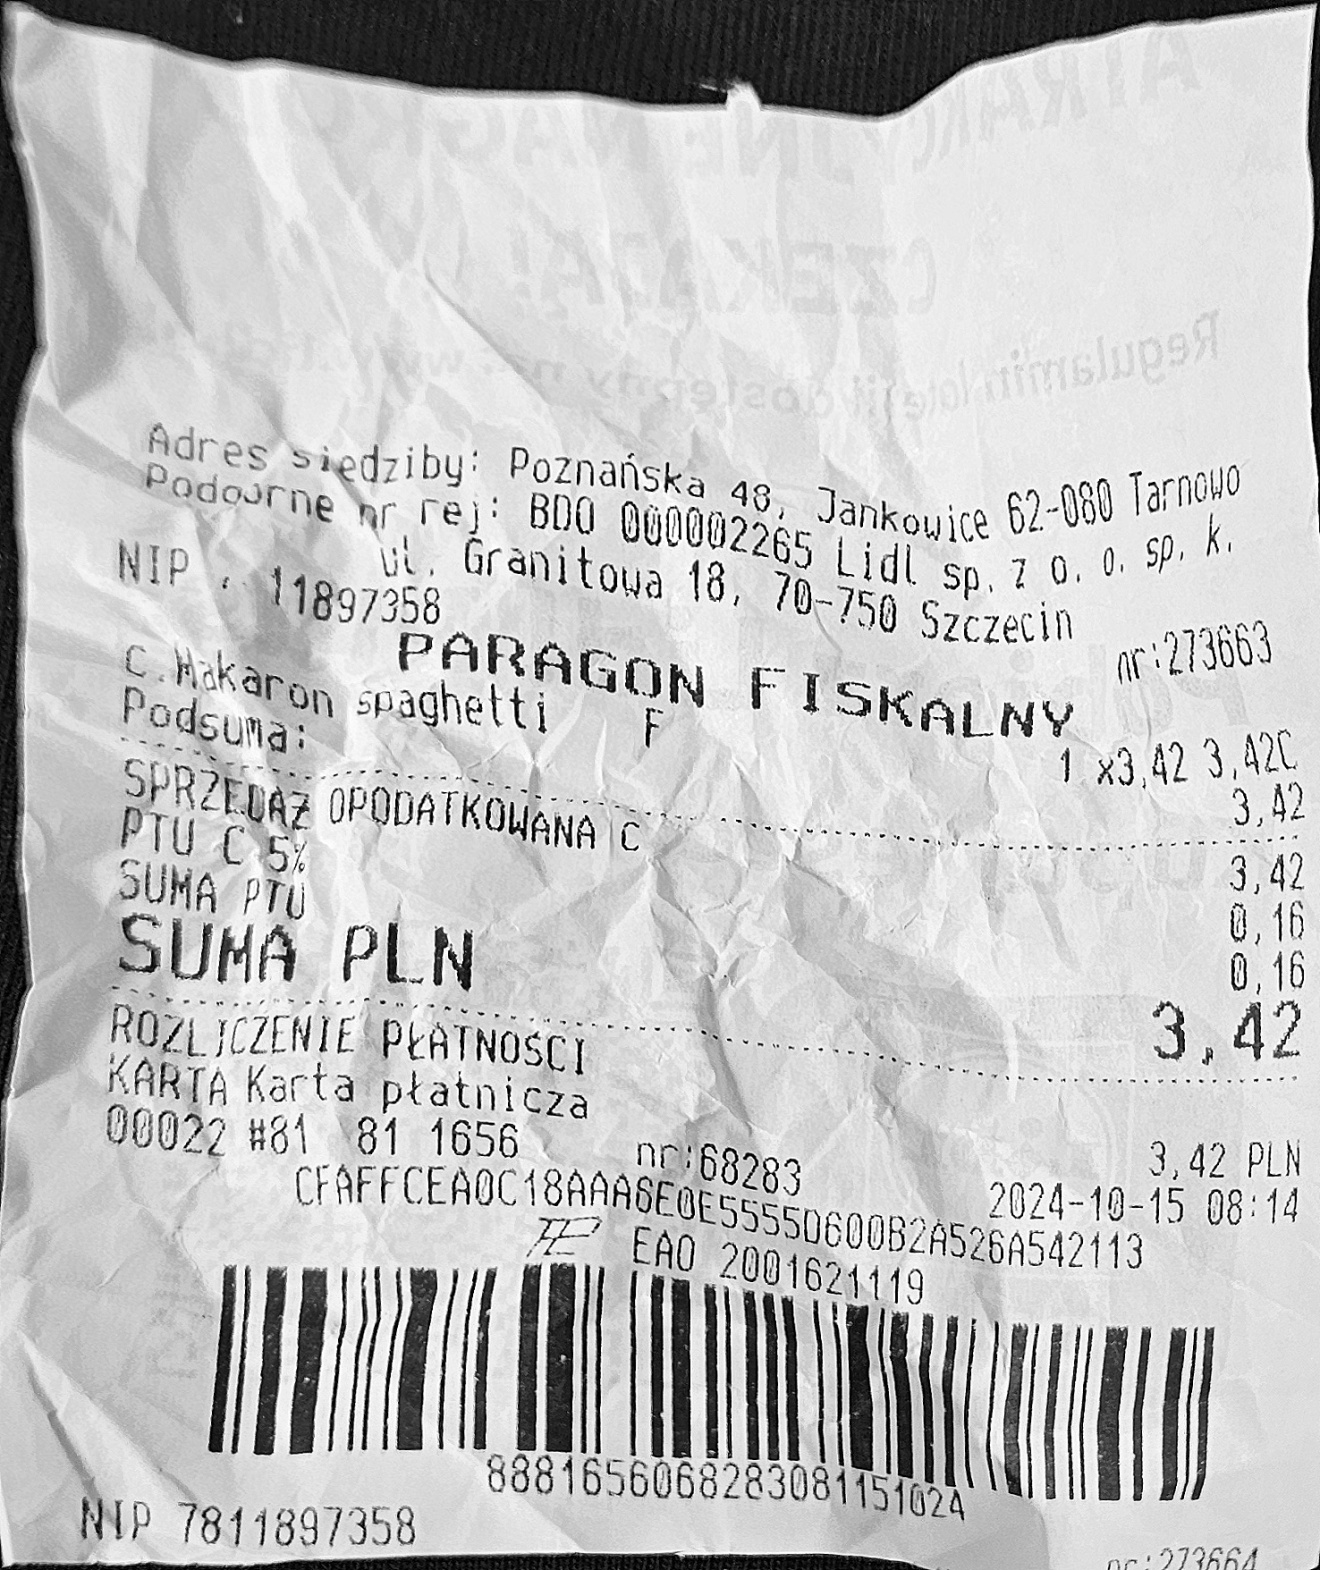 Adres siedziby: Poznańska 48, Jankowice 62-080 Tarnowo
Podgórne nr rej: BDO 000002265 Lidl sp. z o. o. sp. k.
ul. Granitowa 18, 70-750 Szczecin
NIP 11897358 nr:273663
PARAGON FISKALNY
C.Makaron spaghetti F 1 x3,42 3,42C
Podsuma: 3,42
SPRZEDAŻ OPODATKOWANA C 3,42
PTU C 5% 0,16
SUMA PTU 0,16
SUMA PLN 3,42
ROZLICZENIE PŁATNOŚCI
KARTA Karta płatnicza 3,42 PLN
00022 #81 81 1656 nr:68283 2024-10-15 08:14
CFAFFCEA0C18AAA6E0E5555D600B2A526A542113
EAO 2001621119
8881656068283081151024
NIP 7811897358 nr:273664